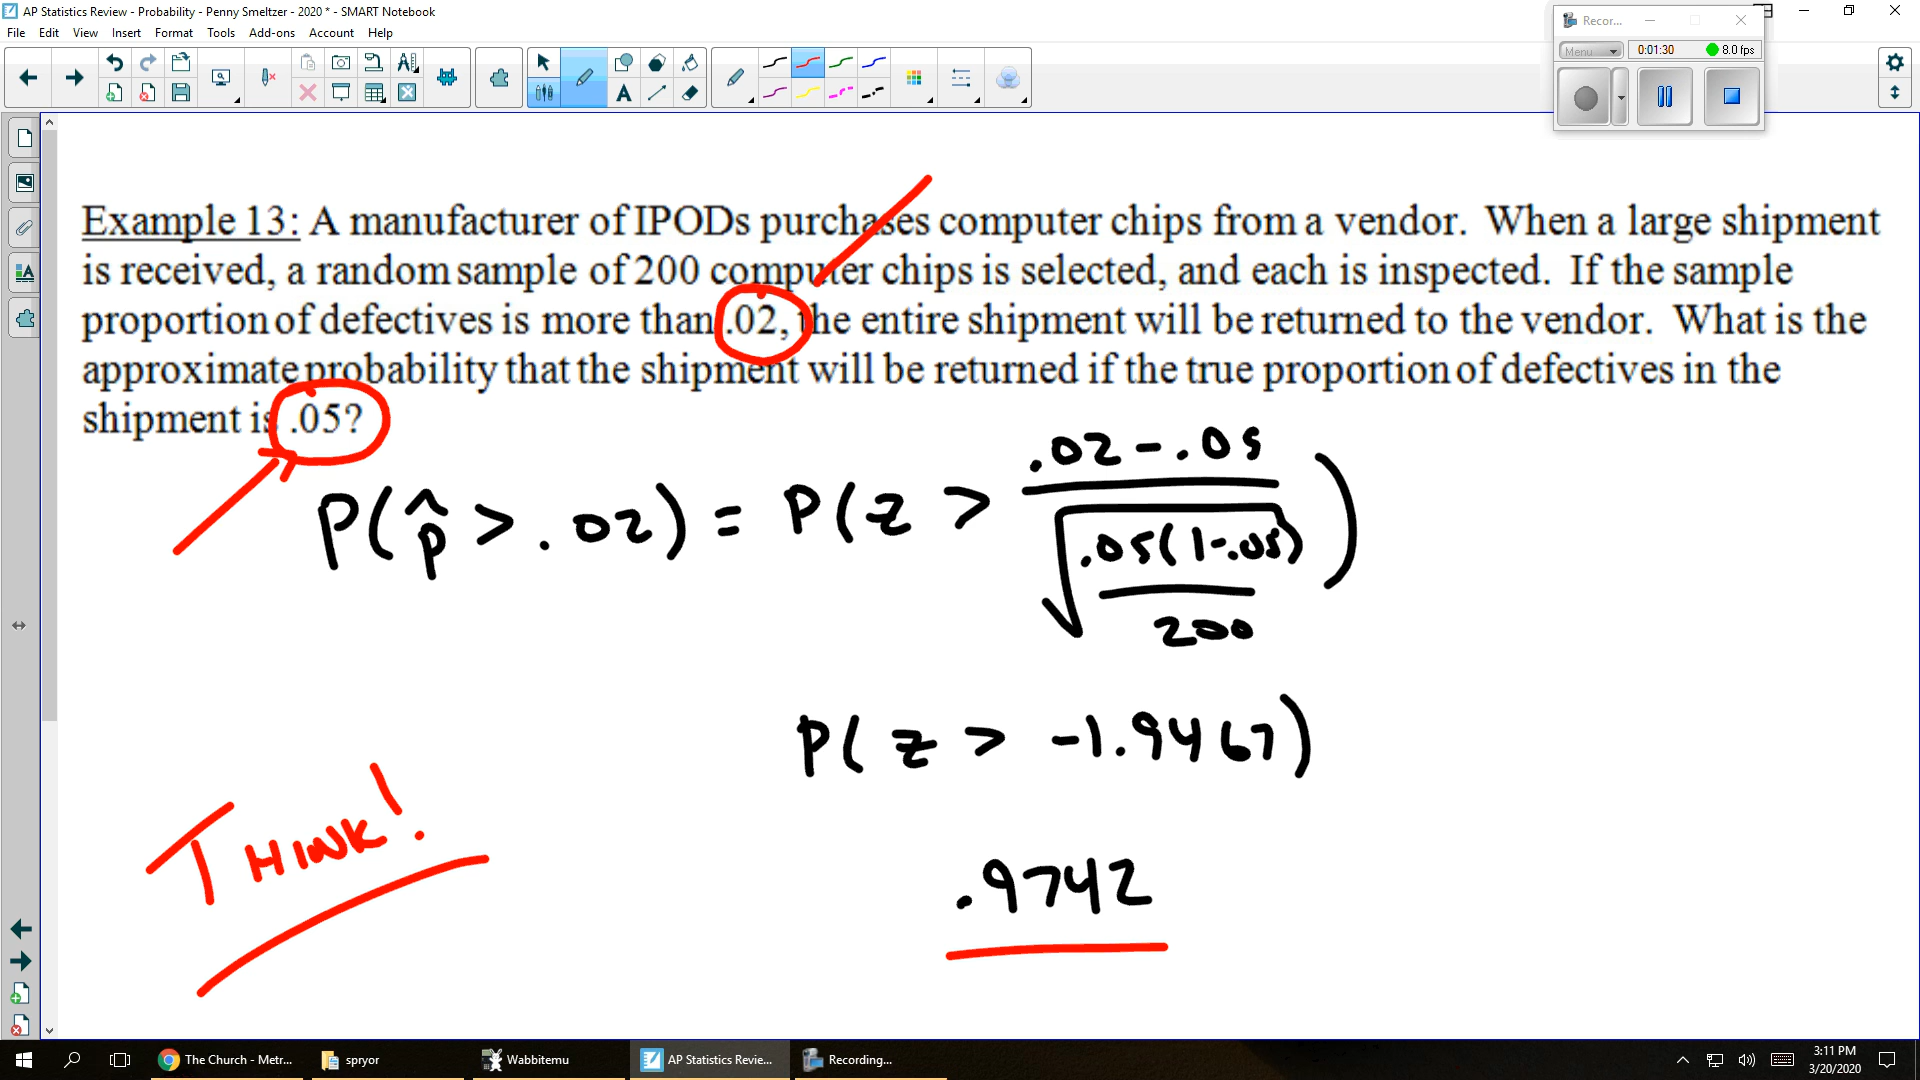 AP Statistics Review - Probability - Penny Smeltzer - 2020 * - SMART Notebook
File Edit View Insert Format Tools Add-ons Account Help
Recor...
Menu 0:01:30 8.0 fps
Example 13: A manufacturer of IPODs purchases computer chips from a vendor. When a large shipment
is received, a random sample of 200 computer chips is selected, and each is inspected. If the sample
proportion of defectives is more than .02, the entire shipment will be returned to the vendor. What is the
approximate probability that the shipment will be returned if the true proportion of defectives in the
shipment is .05?
.02 - .05
P(p̂ > .02) = P(z >
√.05(1-.05))
200
P(z > -1.9467)
THINK!
.9742
The Church - Metr... spryor Wabbitemu AP Statistics Revie... Recording...
3:11 PM
3/20/2020